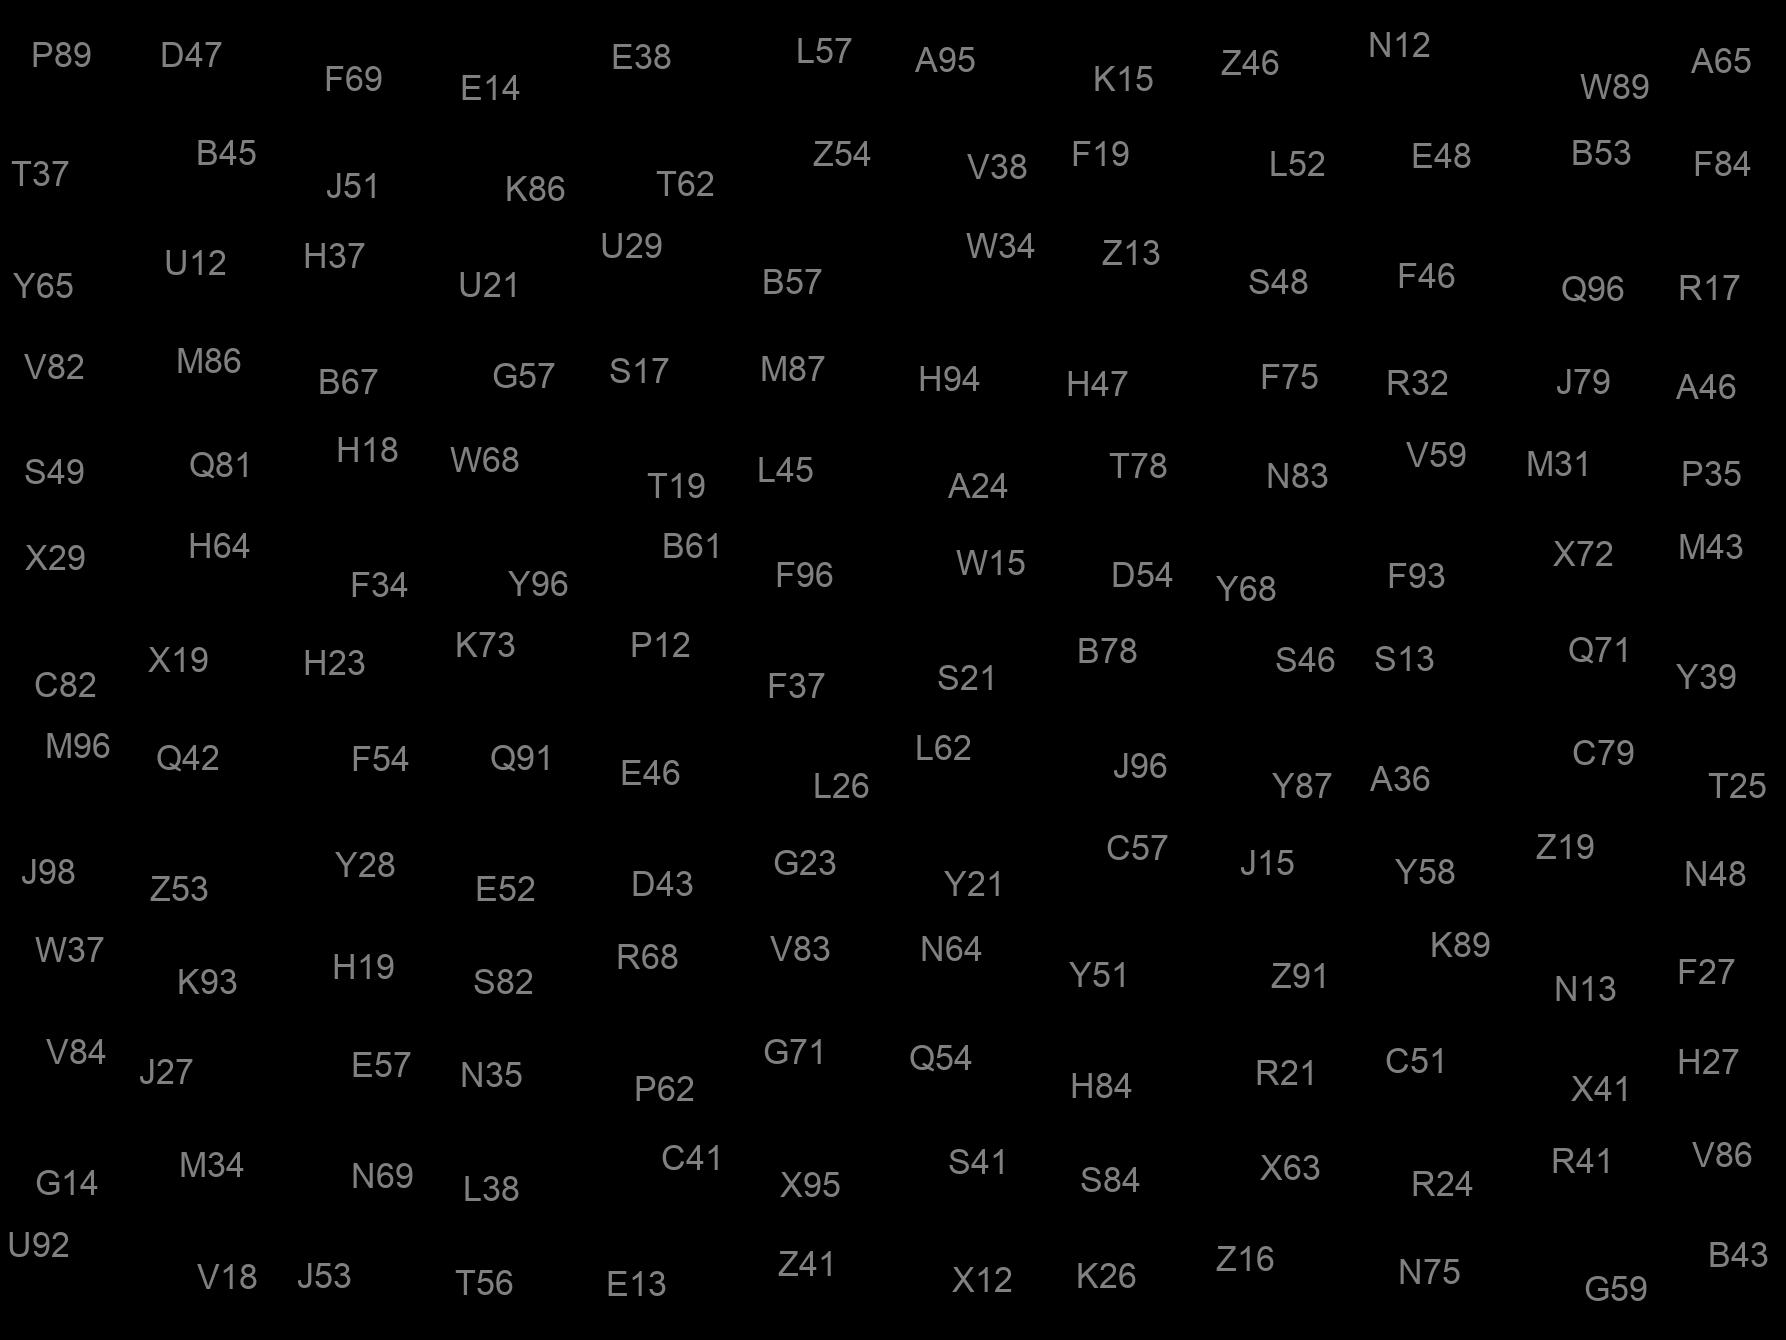 P89 D47 F69 E14 E38 L57 A95 K15 Z46 N12 W89 A65
T37 B45 J51 K86 T62 Z54 V38 F19 L52 E48 B53 F84
Y65 U12 H37 U21 U29 B57 W34 Z13 S48 F46 Q96 R17
V82 M86 B67 G57 S17 M87 H94 H47 F75 R32 J79 A46
S49 Q81 H18 W68 T19 L45 A24 T78 N83 V59 M31 P35
X29 H64 F34 Y96 B61 F96 W15 D54 Y68 F93 X72 M43
C82 X19 H23 K73 P12 F37 S21 B78 S46 S13 Q71 Y39
M96 Q42 F54 Q91 E46 L26 L62 J96 Y87 A36 C79 T25
J98 Z53 Y28 E52 D43 G23 Y21 C57 J15 Y58 Z19 N48
W37 K93 H19 S82 R68 V83 N64 Y51 Z91 K89 N13 F27
V84 J27 E57 N35 P62 G71 Q54 H84 R21 C51 X41 H27
G14 M34 N69 L38 C41 X95 S41 S84 X63 R24 R41 V86
U92 V18 J53 T56 E13 Z41 X12 K26 Z16 N75 G59 B43